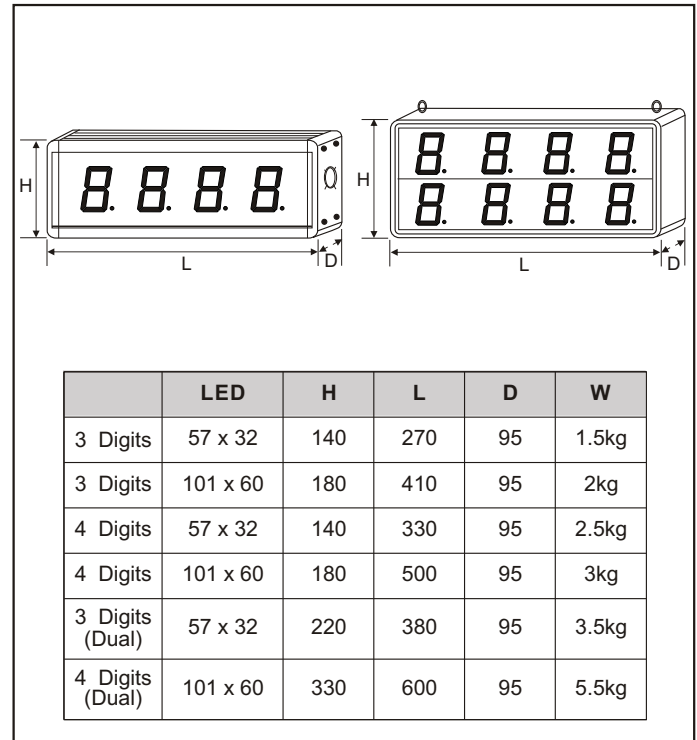 H
8. 8. 8. 8.
L
D
H
8. 8. 8. 8.
8. 8. 8. 8.
L
D
LED H L D W
3 Digits 57 x 32 140 270 95 1.5kg
3 Digits 101 x 60 180 410 95 2kg
4 Digits 57 x 32 140 330 95 2.5kg
4 Digits 101 x 60 180 500 95 3kg
3 Digits
(Dual) 57 x 32 220 380 95 3.5kg
4 Digits
(Dual) 101 x 60 330 600 95 5.5kg